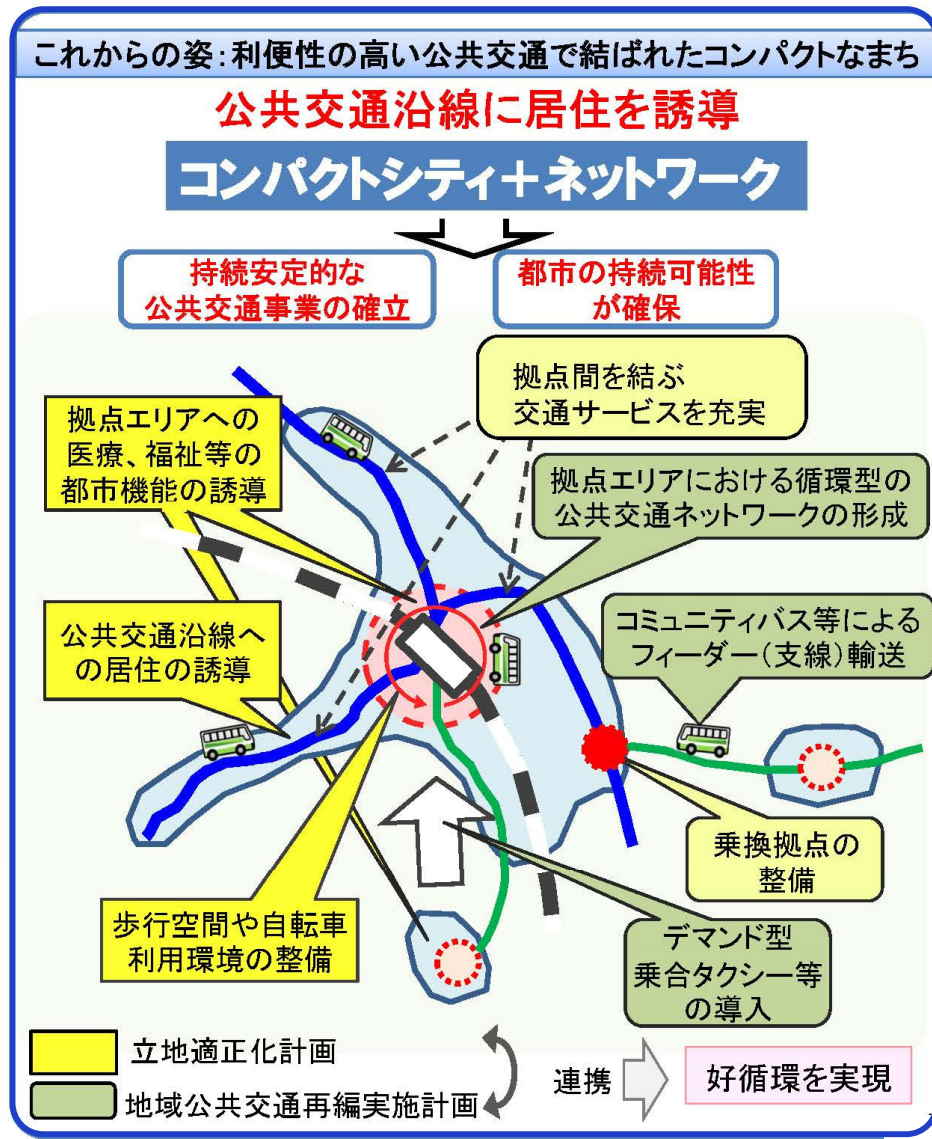 これからの姿:利便性の高い公共交通で結ばれたコンパクトなまち
公共交通沿線に居住を誘導
コンパクトシティ+ネットワーク
持続安定的な
公共交通事業の確立
都市の持続可能性
が確保
拠点間を結ぶ
交通サービスを充実
拠点エリアへの
医療、福祉等の
都市機能の誘導
拠点エリアにおける循環型の
公共交通ネットワークの形成
公共交通沿線へ
の居住の誘導
コミュニティバス等による
フィーダー(支線)輸送
乗換拠点の
整備
歩行空間や自転車
利用環境の整備
デマンド型
乗合タクシー等
の導入
立地適正化計画
地域公共交通再編実施計画
連携
好循環を実現